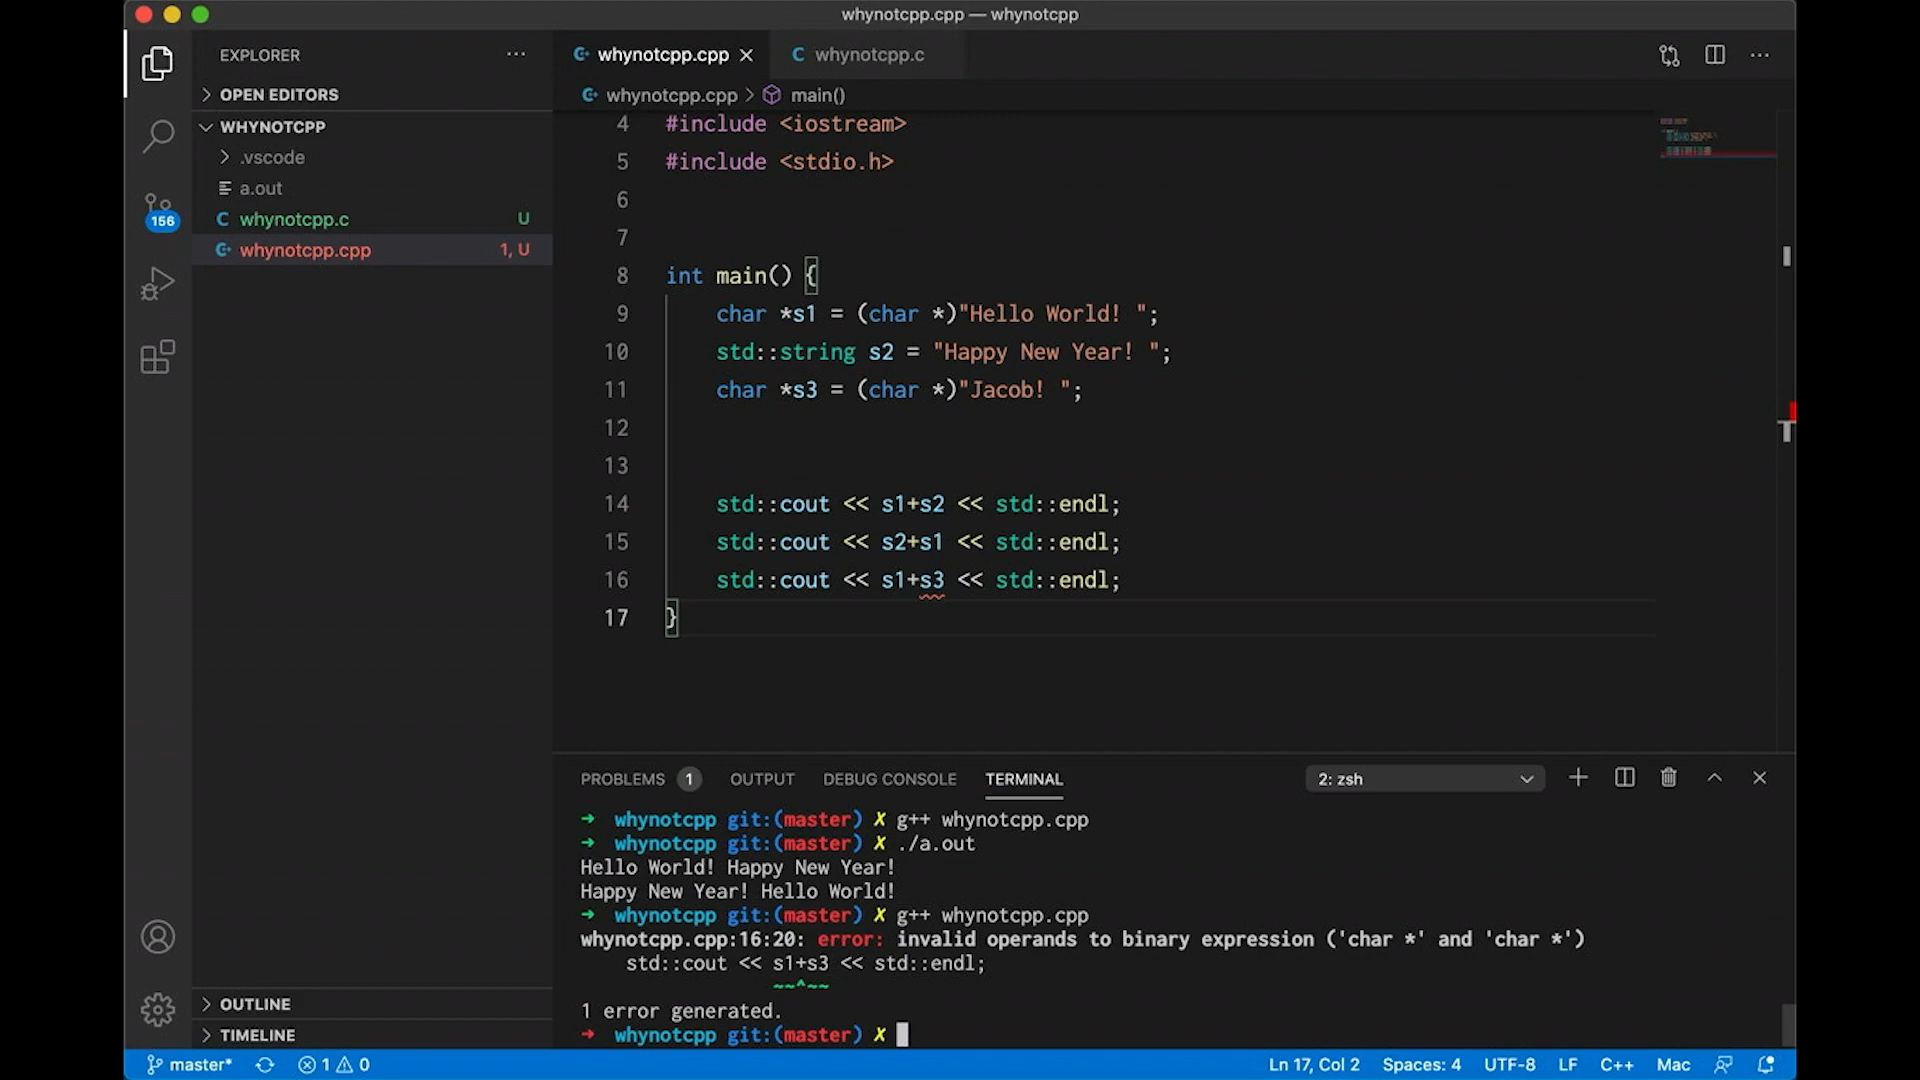 whynotcpp.cpp — whynotcpp
EXPLORER
OPEN EDITORS
WHYNOTCPP
.vscode
a.out
whynotcpp.c U
whynotcpp.cpp 1, U
156
OUTLINE
TIMELINE
whynotcpp.cpp whynotcpp.c
whynotcpp.cpp > main()
4 #include <iostream>
5 #include <stdio.h>
6
7
8 int main() {
9 char *s1 = (char *)"Hello World! ";
10 std::string s2 = "Happy New Year! ";
11 char *s3 = (char *)"Jacob! ";
12
13
14 std::cout << s1+s2 << std::endl;
15 std::cout << s2+s1 << std::endl;
16 std::cout << s1+s3 << std::endl;
17 }
PROBLEMS 1 OUTPUT DEBUG CONSOLE TERMINAL 2: zsh
→ whynotcpp git:(master) ✗ g++ whynotcpp.cpp
→ whynotcpp git:(master) ✗ ./a.out
Hello World! Happy New Year!
Happy New Year! Hello World!
→ whynotcpp git:(master) ✗ g++ whynotcpp.cpp
whynotcpp.cpp:16:20: error: invalid operands to binary expression ('char *' and 'char *')
std::cout << s1+s3 << std::endl;
~~^~~
1 error generated.
→ whynotcpp git:(master) ✗
master* 1 0 Ln 17, Col 2 Spaces: 4 UTF-8 LF C++ Mac